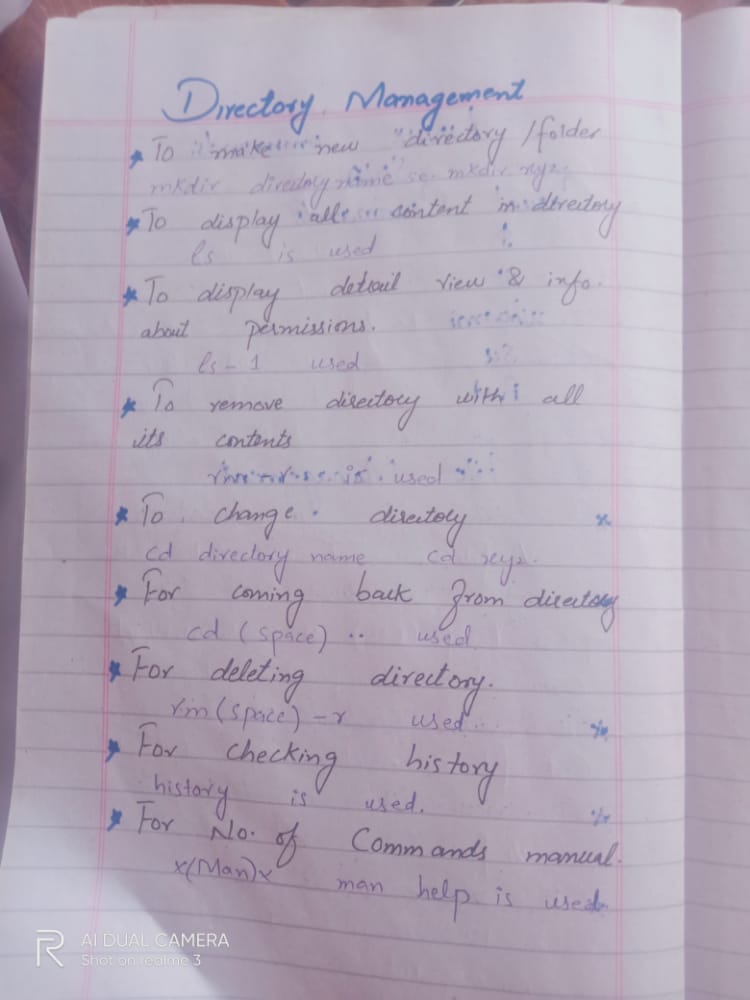 Directory Management
* To make new directory / folder
mkdir directory name mkdir xyz
* To display all content in directory
ls is used
* To display detail view & info.
about permissions.
ls - 1 used
* To remove directory with all
its contents
is used
* To change directory
cd directory name cd xyz.
* For coming back from directory
cd (space) .. used
* For deleting directory.
rm (space) - r used
* For checking history
history is used.
* For No. of Commands manual.
x(Man)x man help is used
R AI DUAL CAMERA
Shot on realme 3